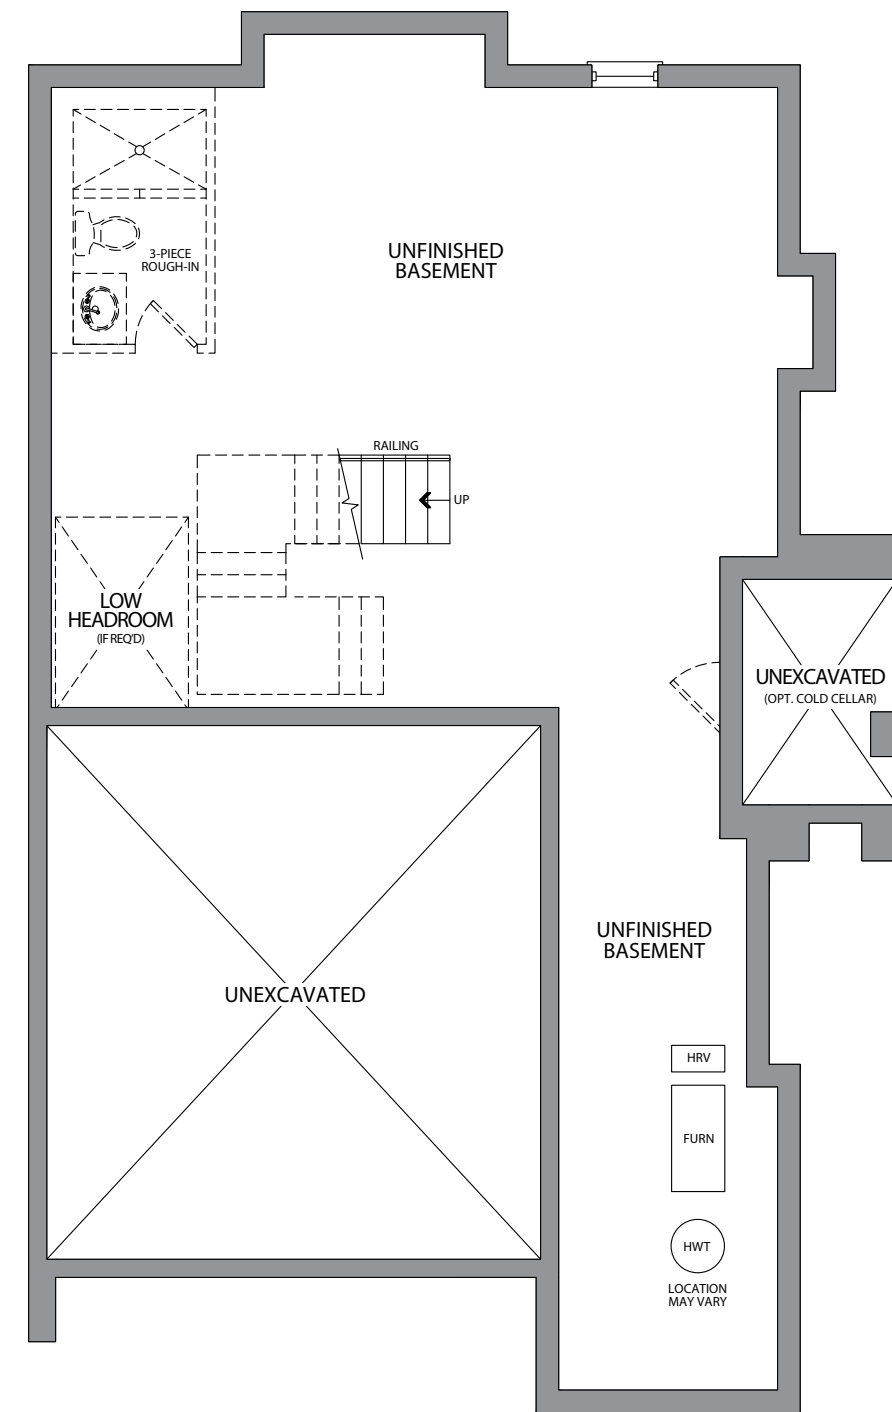 UNFINISHED
BASEMENT
3-PIECE
ROUGH-IN
RAILING
UP
LOW
HEADROOM
(IF REQ'D)
UNEXCAVATED
(OPT. COLD CELLAR)
UNFINISHED
BASEMENT
UNEXCAVATED
HRV
FURN
HWT
LOCATION
MAY VARY